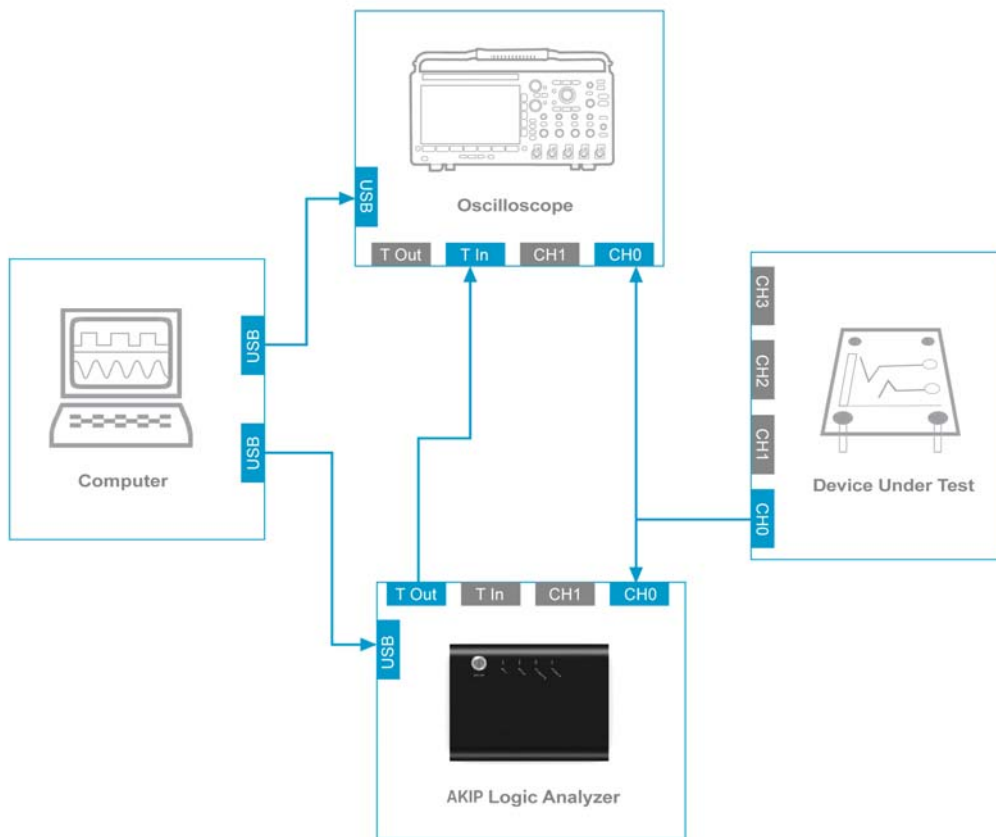 USB
Oscilloscope
T Out
T In
CH1
CH0
USB
USB
Computer
CH3
CH2
CH1
CH0
Device Under Test
T Out
T In
CH1
CH0
USB
AKIP Logic Analyzer